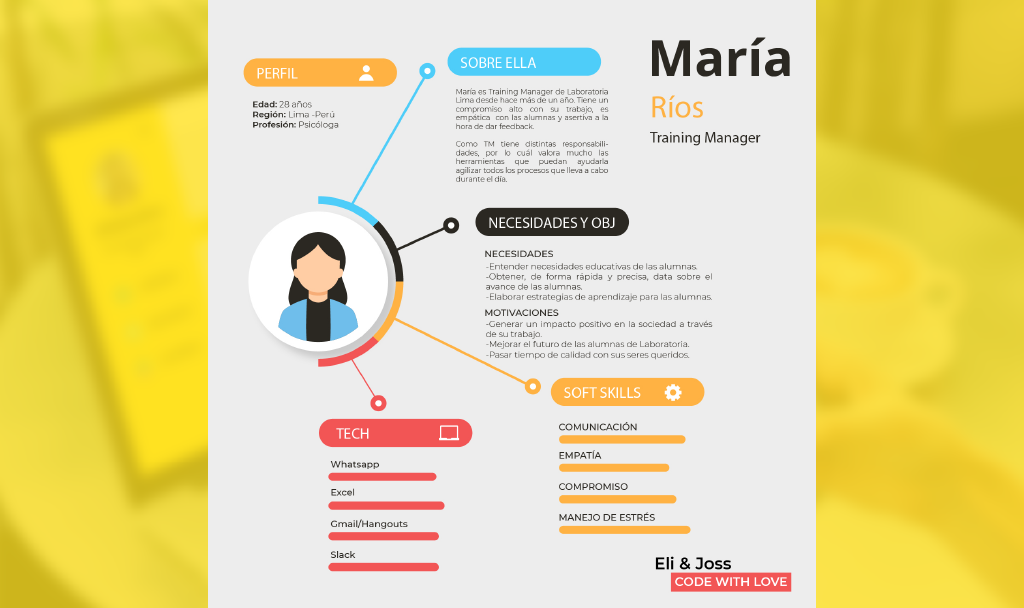 María
Ríos
Training Manager
PERFIL
Edad: 28 años
Región: Lima -Perú
Profesión: Psicóloga
SOBRE ELLA
María es Training Manager de Laboratoria
Lima desde hace más de un año. Tiene un
compromiso alto con su trabajo, es
empática con las alumnas y asertiva a la
hora de dar feedback.
Como TM tiene distintas responsabili-
dades, por lo cuál valora mucho las
herramientas que puedan ayudarla
agilizar todos los procesos que lleva a cabo
durante el día.
NECESIDADES Y OBJ
NECESIDADES
-Entender necesidades educativas de las alumnas.
-Obtener, de forma rápida y precisa, data sobre el
avance de las alumnas.
-Elaborar estrategias de aprendizaje para las alumnas.
MOTIVACIONES
-Generar un impacto positivo en la sociedad a través
de su trabajo.
-Mejorar el futuro de las alumnas de Laboratoria.
-Pasar tiempo de calidad con sus seres queridos.
SOFT SKILLS
COMUNICACIÓN
EMPATÍA
COMPROMISO
MANEJO DE ESTRÉS
TECH
Whatsapp
Excel
Gmail/Hangouts
Slack
Eli & Joss
CODE WITH LOVE